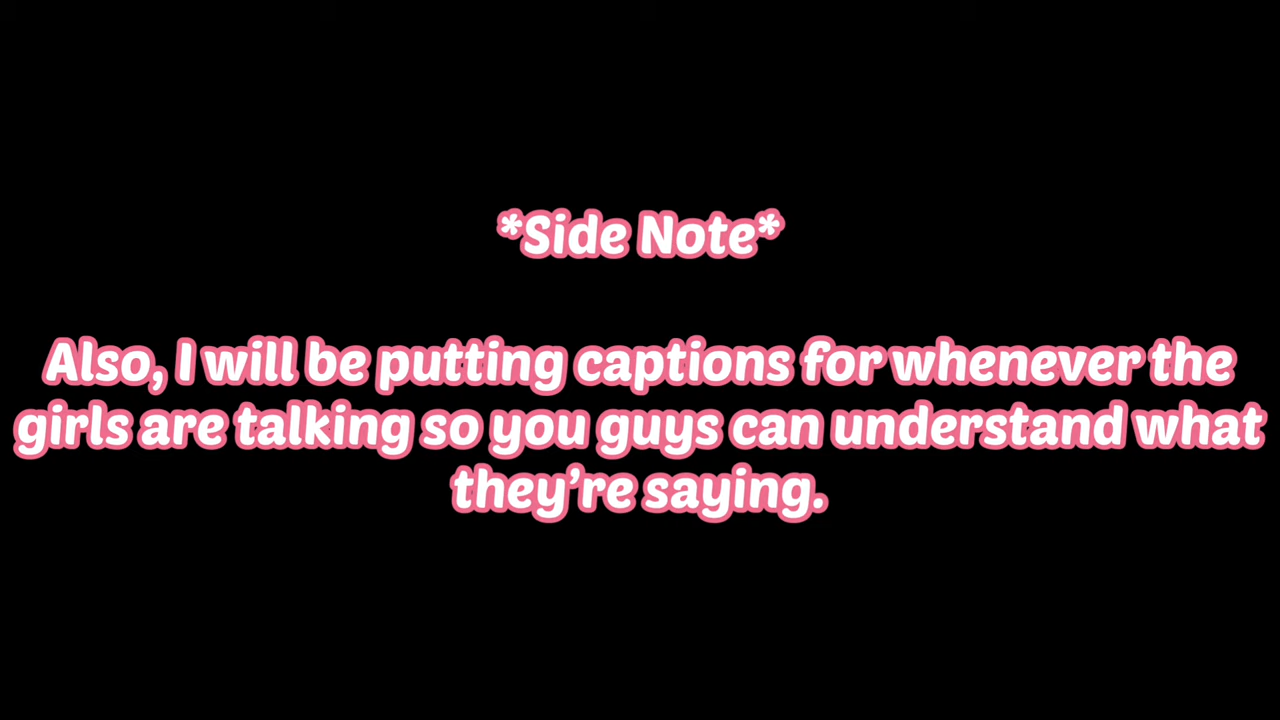 *Side Note*
Also, I will be putting captions for whenever the
girls are talking so you guys can understand what
they’re saying.